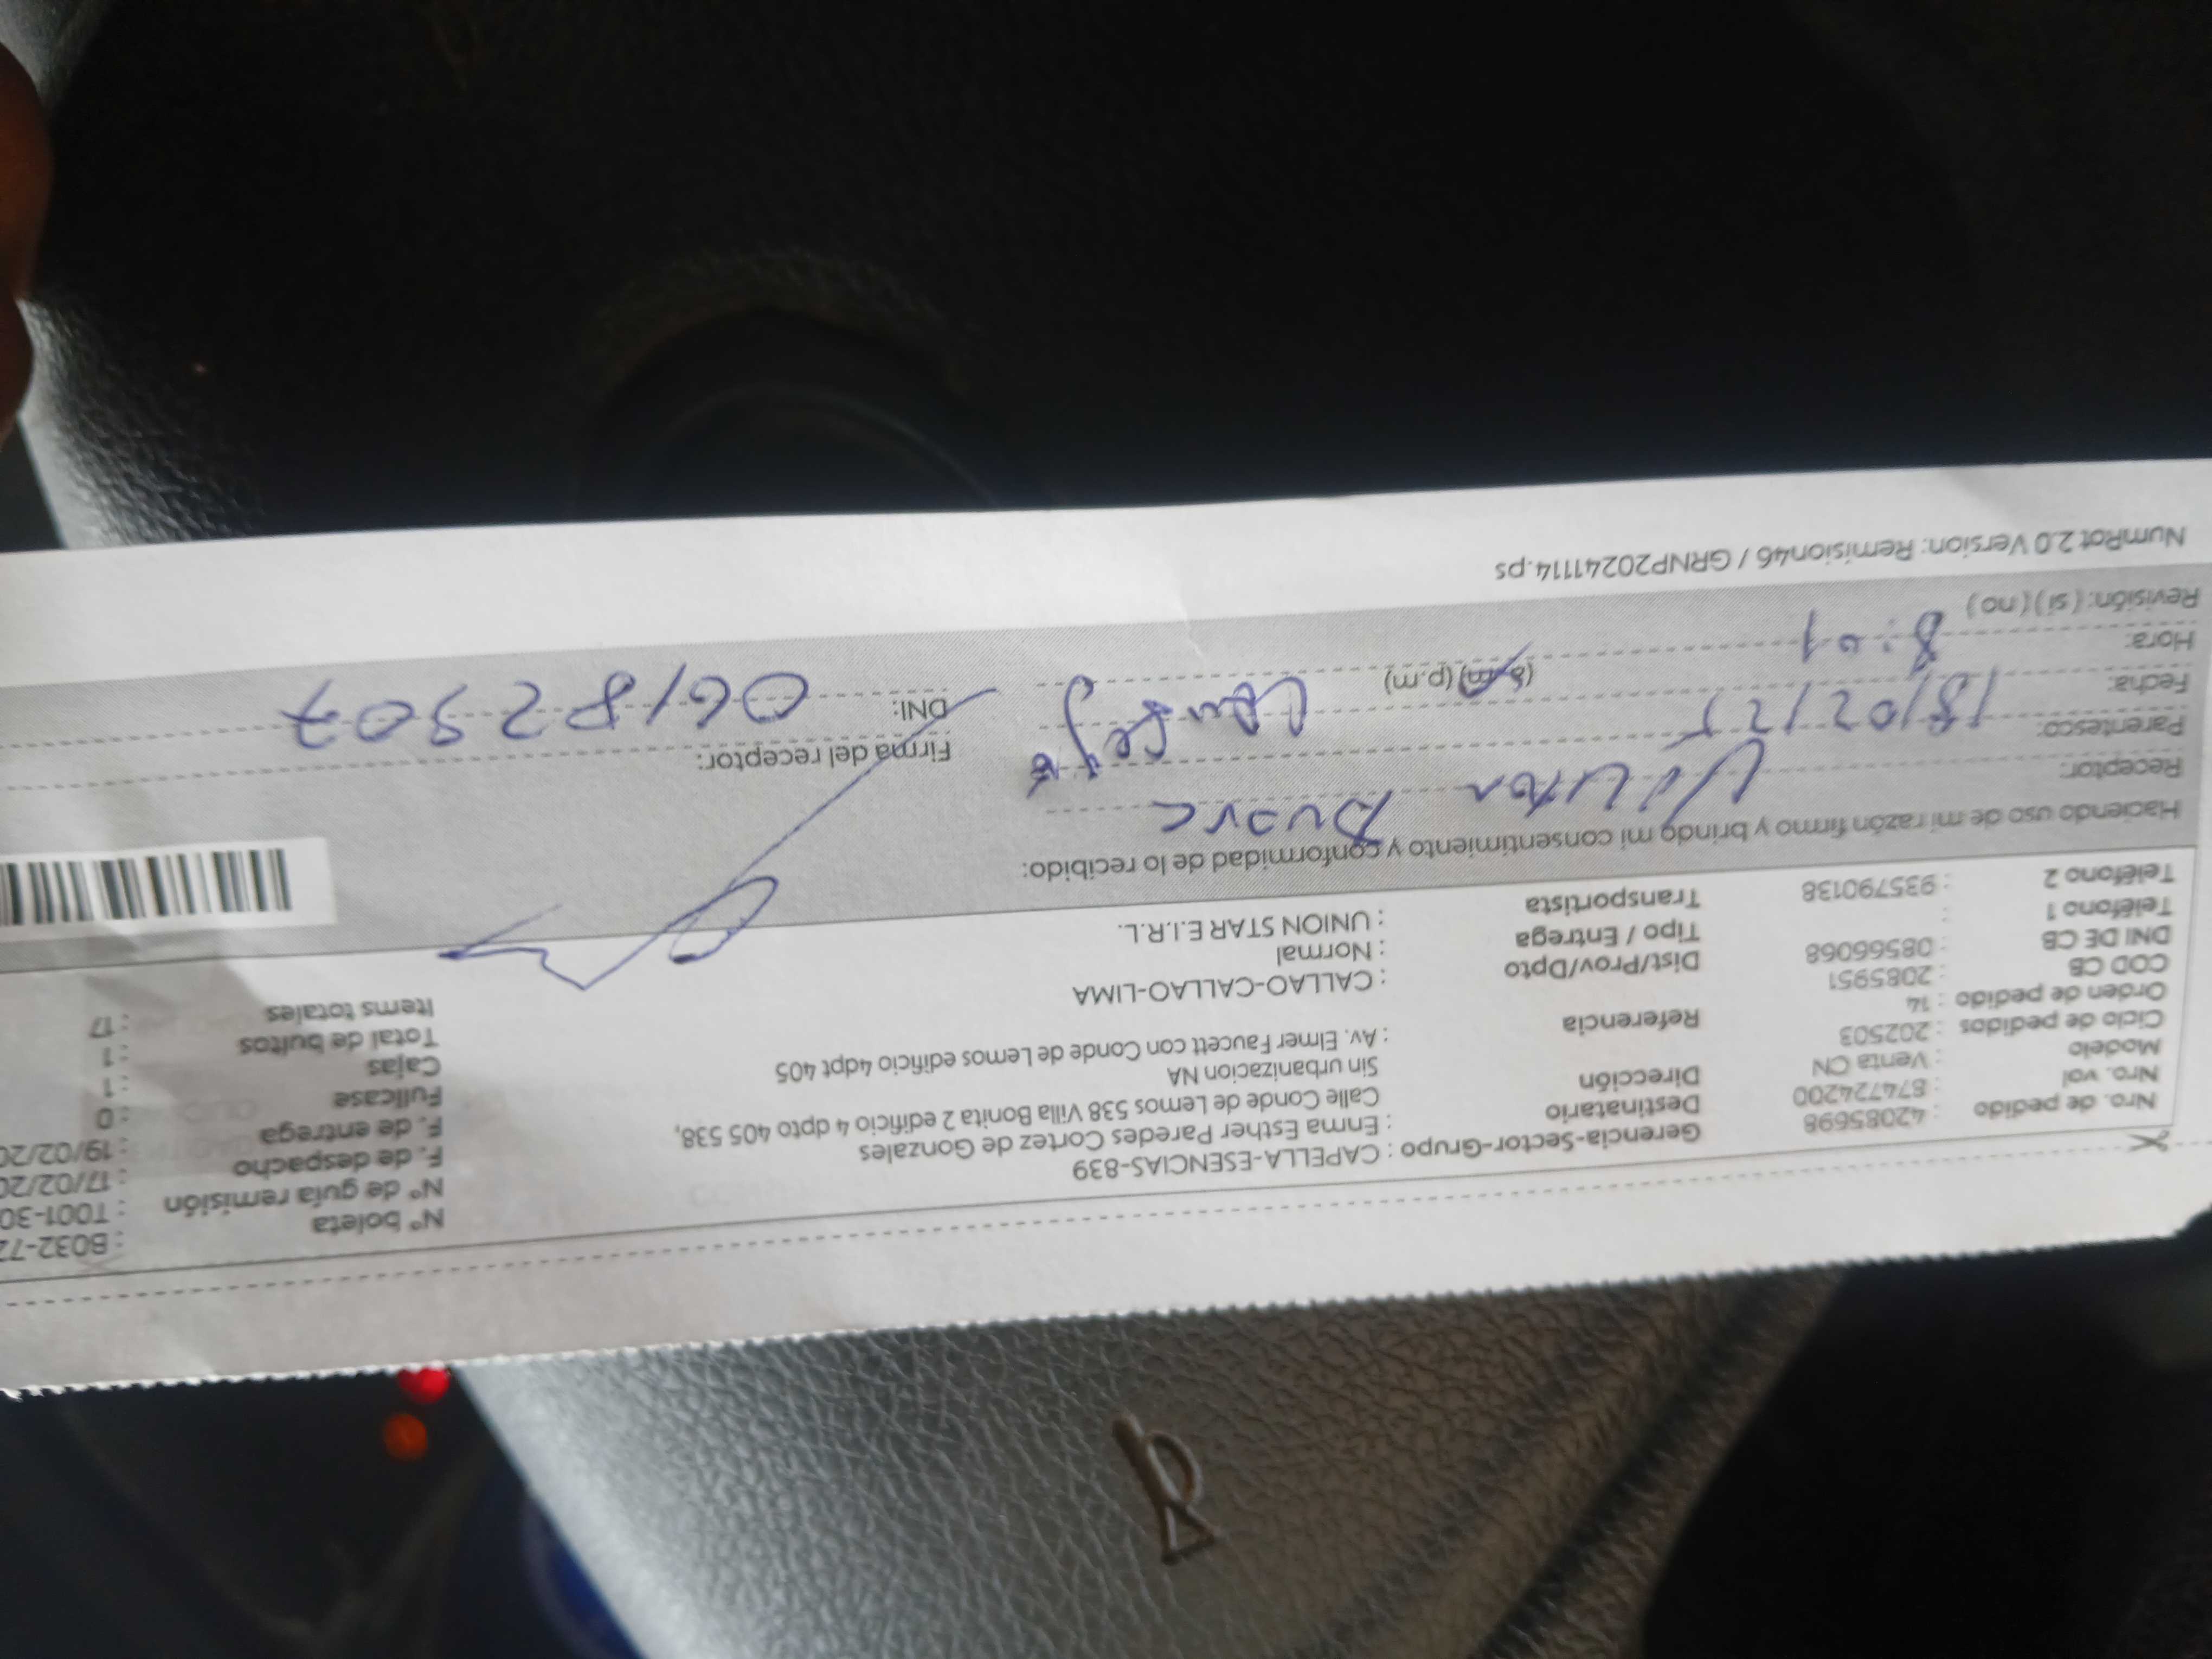 Nro. de pedido : 42085698 Gerencia-Sector-Grupo : CAPELLA-ESENCIAS-839 N° boleta : B032-72
Nro. vol : 874724200 Destinatario : Enma Esther Paredes Cortez de Gonzales N° de guía remisión : T001-30
Modelo : Venta CN Dirección Calle Conde de Lemos 538 Villa Bonita 2 edificio 4 dpto 405 538, F. de despacho : 17/02/20
Ciclo de pedidos : 202503 Sin urbanizacion NA F. de entrega : 19/02/20
Orden de pedido : 14 Referencia : Av. Elmer Faucett con Conde de Lemos edificio 4dpt 405 Fullcase : 0
COD CB : 2085951 Cajas : 1
DNI DE CB : 08566068 Dist/Prov/Dpto : CALLAO-CALLAO-LIMA Total de bultos : 1
Teléfono 1 : Tipo / Entrega : Normal Items totales : 17
Teléfono 2 : 935790138 Transportista : UNION STAR E.I.R.L.
Haciendo uso de mi razón firmo y brindo mi consentimiento y conformidad de lo recibido:
Receptor:
Parentesco: Firma del receptor:
Fecha: 18/02/25 DNI: 06182907
Hora: 8:01 (a.m) (p.m)
Revisión: ( si ) ( no )
NumRot 2.0 Version: Remision46 / GRNP20241114.ps